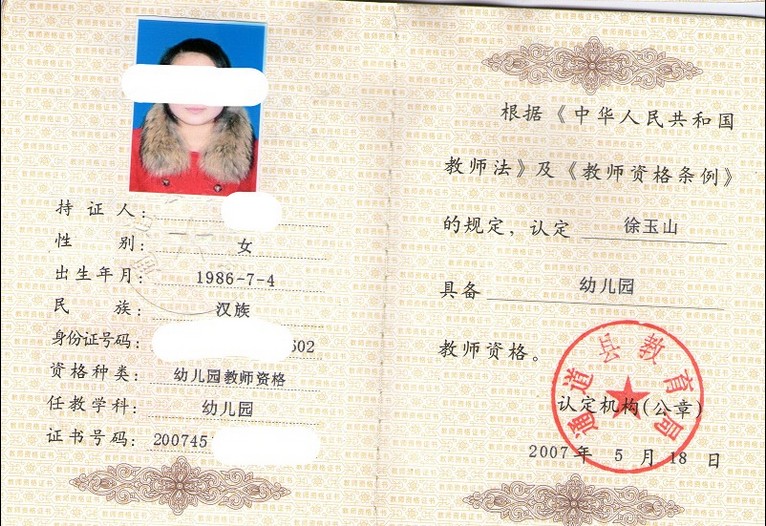 持证人:
性别: 女
出生年月: 1986-7-4
民族: 汉族
身份证号码: 602
资格种类: 幼儿园教师资格
任教学科: 幼儿园
证书号码: 200745
根据《中华人民共和国
教师法》及《教师资格条例》
的规定，认定 徐玉山
具备 幼儿园
教师资格。
通道县教育局
认定机构(公章)
2007年5月18日